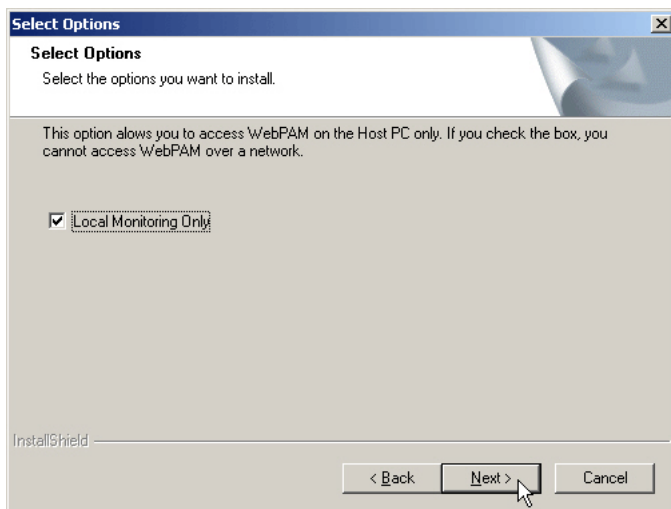 Select Options
Select Options
Select the options you want to install.
This option allows you to access WebPAM on the Host PC only. If you check the box, you
cannot access WebPAM over a network.
Local Monitoring Only
InstallShield
< Back Next > Cancel